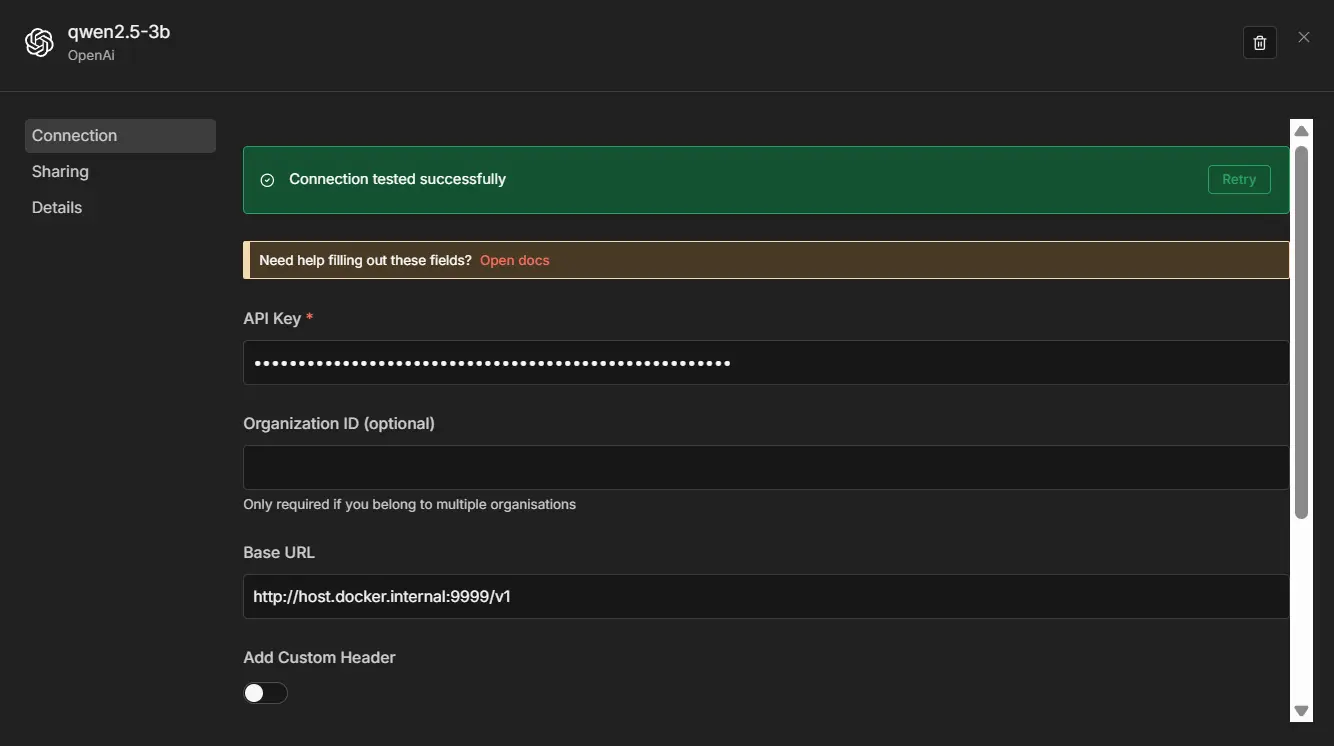 qwen2.5-3b
OpenAi
Connection
Sharing
Details
Connection tested successfully
Retry
Need help filling out these fields? Open docs
API Key *
Organization ID (optional)
Only required if you belong to multiple organisations
Base URL
http://host.docker.internal:9999/v1
Add Custom Header